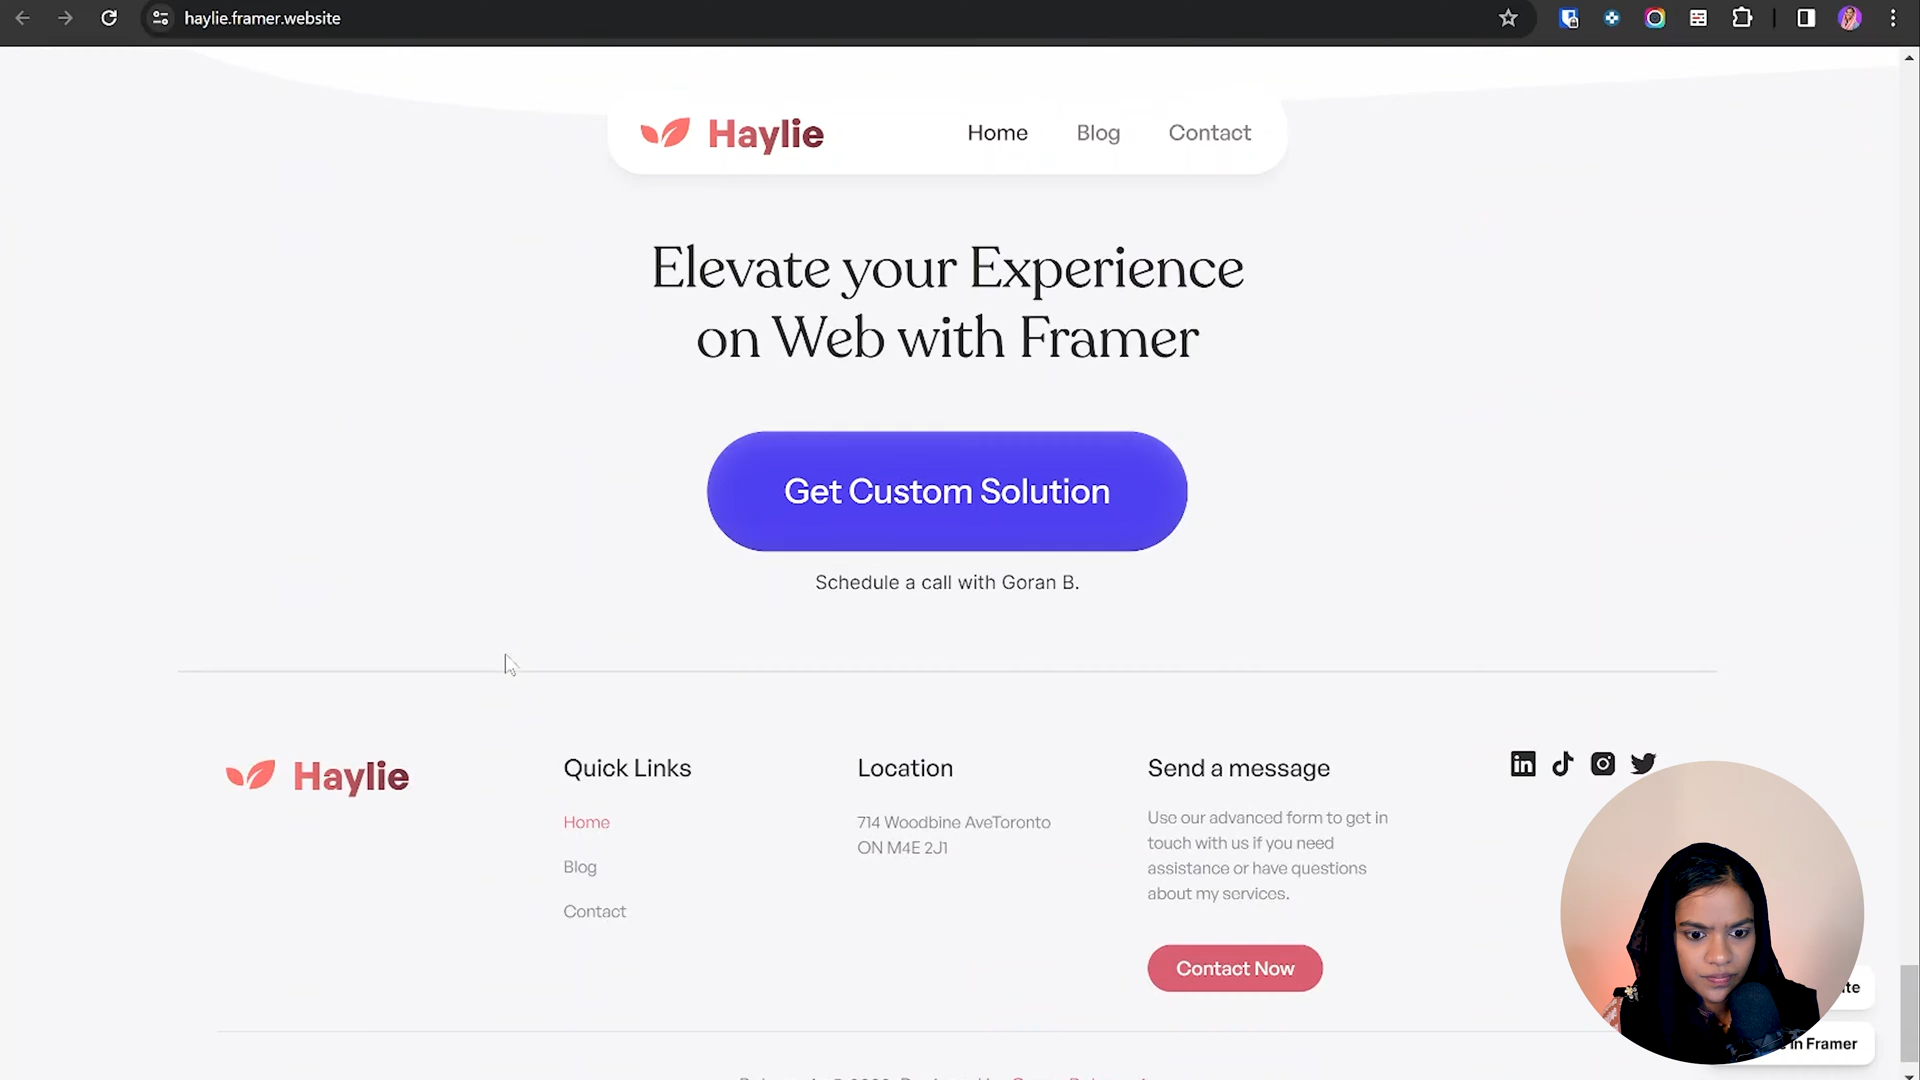 haylie.framer.website
Haylie
Home
Blog
Contact
Elevate your Experience
on Web with Framer
Get Custom Solution
Schedule a call with Goran B.
Haylie
Quick Links
Home
Blog
Contact
Location
714 Woodbine AveToronto
ON M4E 2J1
Send a message
Use our advanced form to get in
touch with us if you need
assistance or have questions
about my services.
Contact Now
in Framer